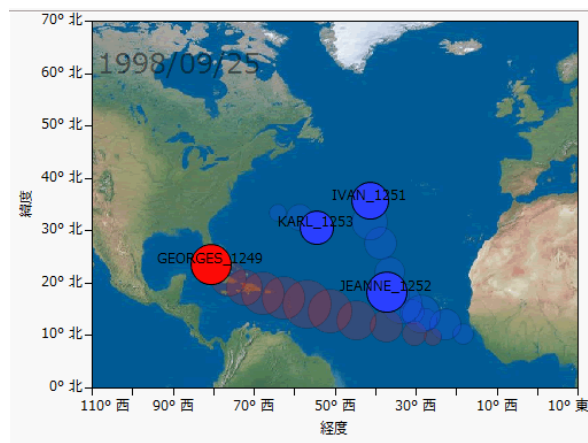 70° 北
1998/09/25
60° 北
50° 北
40° 北
IVAN_1251
KARL_1253
30° 北
GEORGES_1249
20° 北
JEANNE_1252
10° 北
0° 北
緯度
110° 西 90° 西 70° 西 50° 西 30° 西 10° 西 10° 東
経度